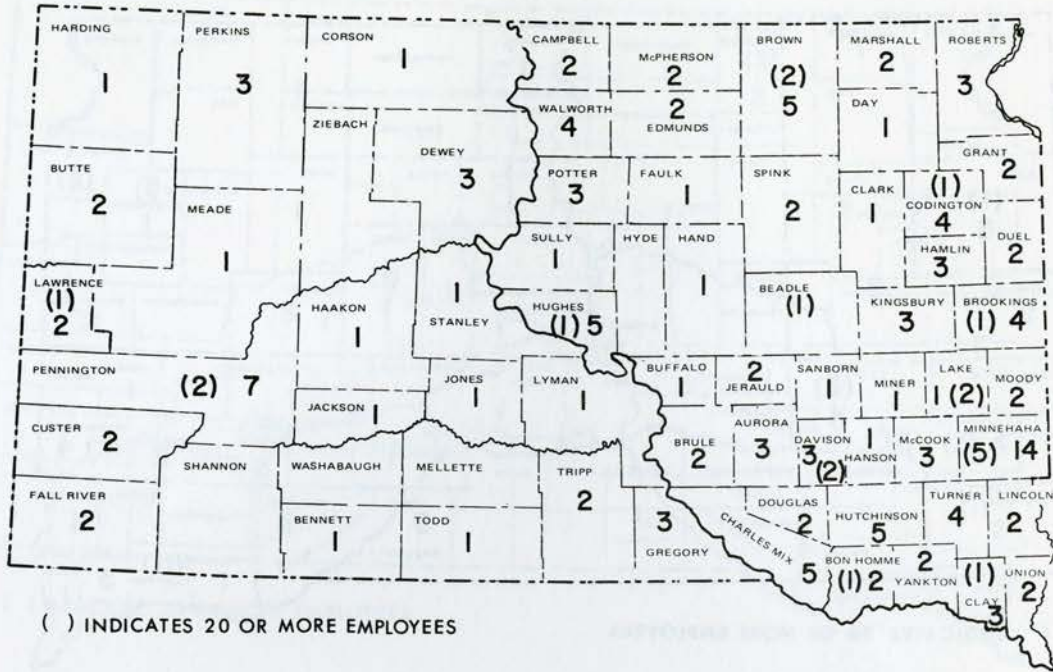 HARDING
1
PERKINS
3
CORSON
1
CAMPBELL
2
McPHERSON
2
BROWN
(2)
5
MARSHALL
2
ROBERTS
3
ZIEBACH
DEWEY
3
WALWORTH
4
2
EDMUNDS
DAY
1
BUTTE
2
MEADE
1
POTTER
3
FAULK
1
SPINK
2
CLARK
1
GRANT
2
(1)
CODINGTON
4
HAMLIN
3
DUEL
2
LAWRENCE
(1)
2
HAAKON
1
1
STANLEY
SULLY
1
HYDE
HAND
1
HUGHES
(1) 5
BEADLE
(1)
KINGSBURY
3
BROOKINGS
(1) 4
PENNINGTON
(2) 7
JACKSON 1
JONES
1
LYMAN
1
BUFFALO
1
2
JERAULD
SANBORN
1
MINER
1
LAKE
1 (2)
MOODY
2
CUSTER
2
SHANNON
WASHABAUGH
MELLETTE
TRIPP
2
BRULE
2
AURORA
3
DAVISON
3
(2)
1
HANSON
McCOOK
3
MINNEHAHA
(5) 14
FALL RIVER
2
BENNETT
1
TODD
1
3
GREGORY
CHARLES MIX
5
DOUGLAS
2
HUTCHINSON
5
TURNER
4
LINCOLN
2
BON HOMME
(1) 2
2
YANKTON
(1)
CLAY
3
UNION
2
( ) INDICATES 20 OR MORE EMPLOYEES